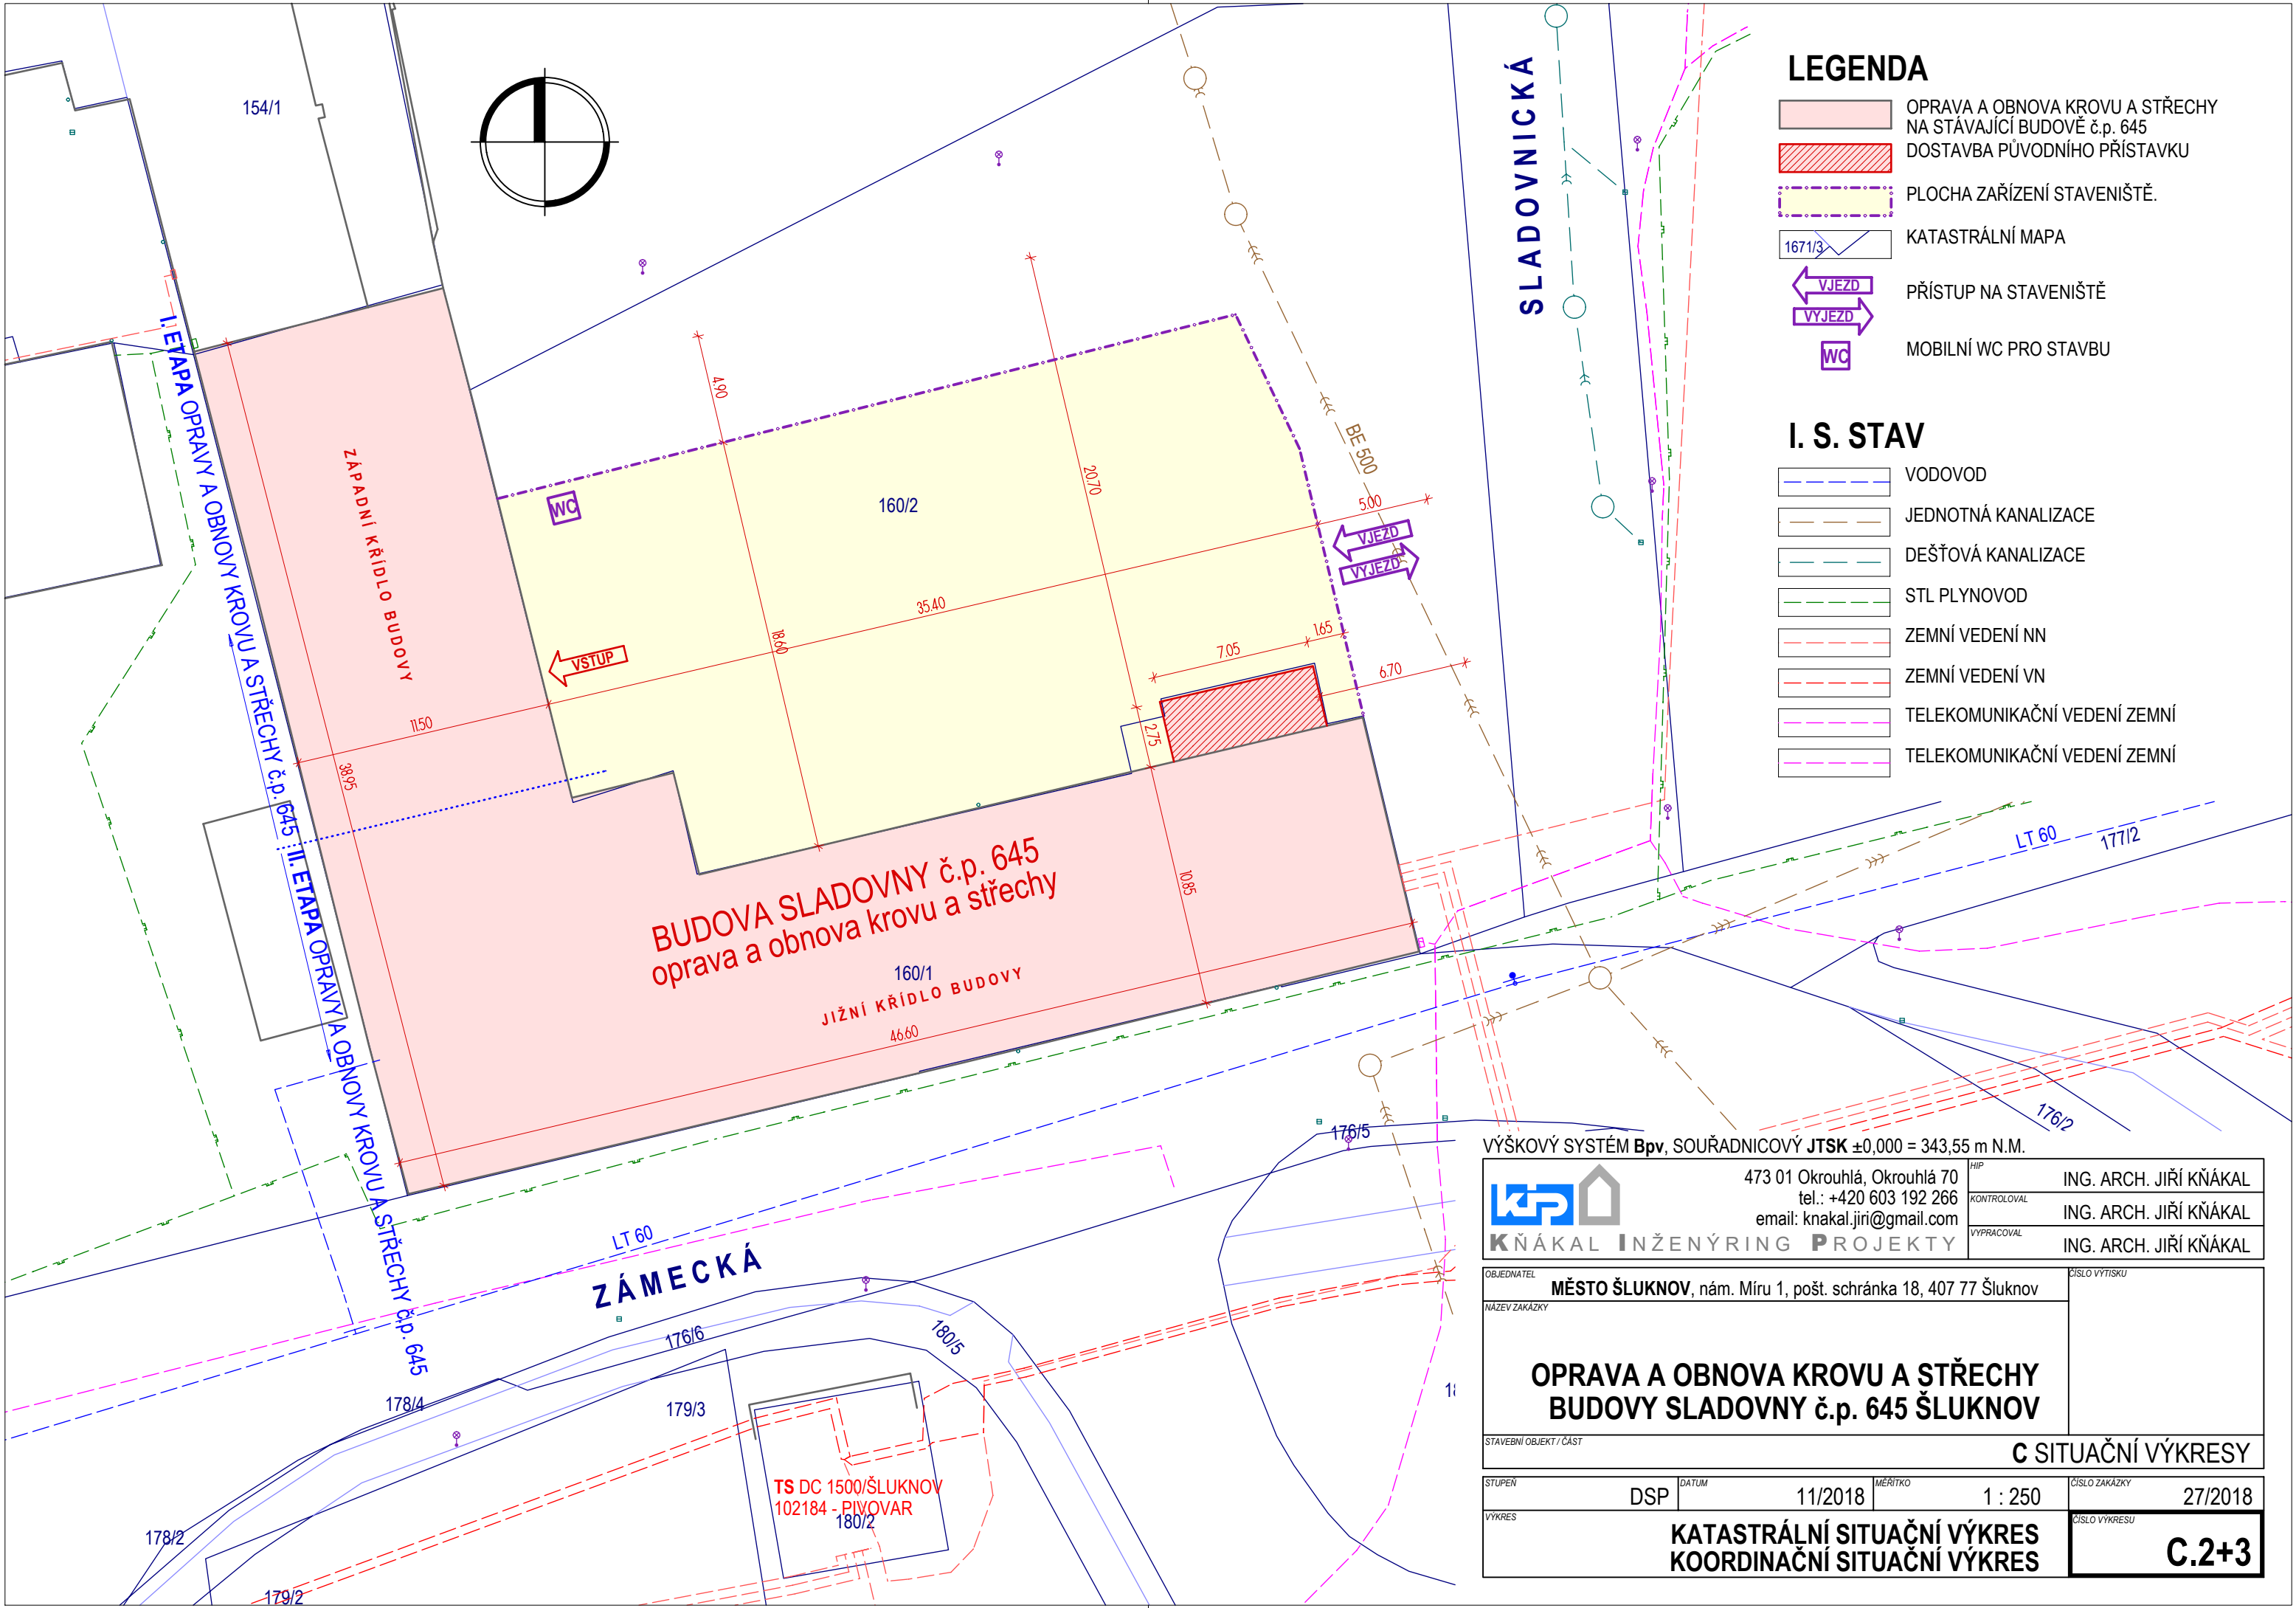 154/1
SLADOVNICKÁ
LEGENDA
OPRAVA A OBNOVA KROVU A STŘECHY
NA STÁVAJÍCÍ BUDOVĚ č.p. 645
DOSTAVBA PŮVODNÍHO PŘÍSTAVKU
PLOCHA ZAŘÍZENÍ STAVENIŠTĚ.
1671/3
KATASTRÁLNÍ MAPA
VJEZD
VÝJEZD
PŘÍSTUP NA STAVENIŠTĚ
WC
MOBILNÍ WC PRO STAVBU
I. S. STAV
VODOVOD
JEDNOTNÁ KANALIZACE
DEŠŤOVÁ KANALIZACE
STL PLYNOVOD
ZEMNÍ VEDENÍ NN
ZEMNÍ VEDENÍ VN
TELEKOMUNIKAČNÍ VEDENÍ ZEMNÍ
TELEKOMUNIKAČNÍ VEDENÍ ZEMNÍ
I. ETAPA OPRAVY A OBNOVY KROVU A STŘECHY č.p. 645
II. ETAPA OPRAVY A OBNOVY KROVU A STŘECHY č.p. 645
ZÁPADNÍ KŘÍDLO BUDOVY
4.90
20.70
BE 500
WC
160/2
5.00
VJEZD
VÝJEZD
35.40
18.60
1.65
7.05
6.70
VSTUP
11.50
2.75
38.95
10.85
BUDOVA SLADOVNY č.p. 645
oprava a obnova krovu a střechy
160/1
JIŽNÍ KŘÍDLO BUDOVY
46.60
LT 60
177/2
176/2
176/5
LT 60
ZÁMECKÁ
176/6
180/5
178/4
179/3
TS DC 1500/ŠLUKNOV
102184 - PIVOVAR
180/2
178/2
179/2
VÝŠKOVÝ SYSTÉM Bpv, SOUŘADNICOVÝ JTSK ±0,000 = 343,55 m N.M.
kip
473 01 Okrouhlá, Okrouhlá 70
tel.: +420 603 192 266
email: knakal.jiri@gmail.com
KŇÁKAL INŽENÝRING PROJEKTY
HIP
ING. ARCH. JIŘÍ KŇÁKAL
KONTROLOVAL
ING. ARCH. JIŘÍ KŇÁKAL
VYPRACOVAL
ING. ARCH. JIŘÍ KŇÁKAL
OBJEDNATEL
MĚSTO ŠLUKNOV, nám. Míru 1, pošt. schránka 18, 407 77 Šluknov
ČÍSLO VÝTISKU
NÁZEV ZAKÁZKY
OPRAVA A OBNOVA KROVU A STŘECHY
BUDOVY SLADOVNY č.p. 645 ŠLUKNOV
STAVEBNÍ OBJEKT / ČÁST
C SITUAČNÍ VÝKRESY
STUPEŇ
DSP
DATUM
11/2018
MĚŘÍTKO
1 : 250
ČÍSLO ZAKÁZKY
27/2018
VÝKRES
KATASTRÁLNÍ SITUAČNÍ VÝKRES
KOORDINAČNÍ SITUAČNÍ VÝKRES
ČÍSLO VÝKRESU
C.2+3